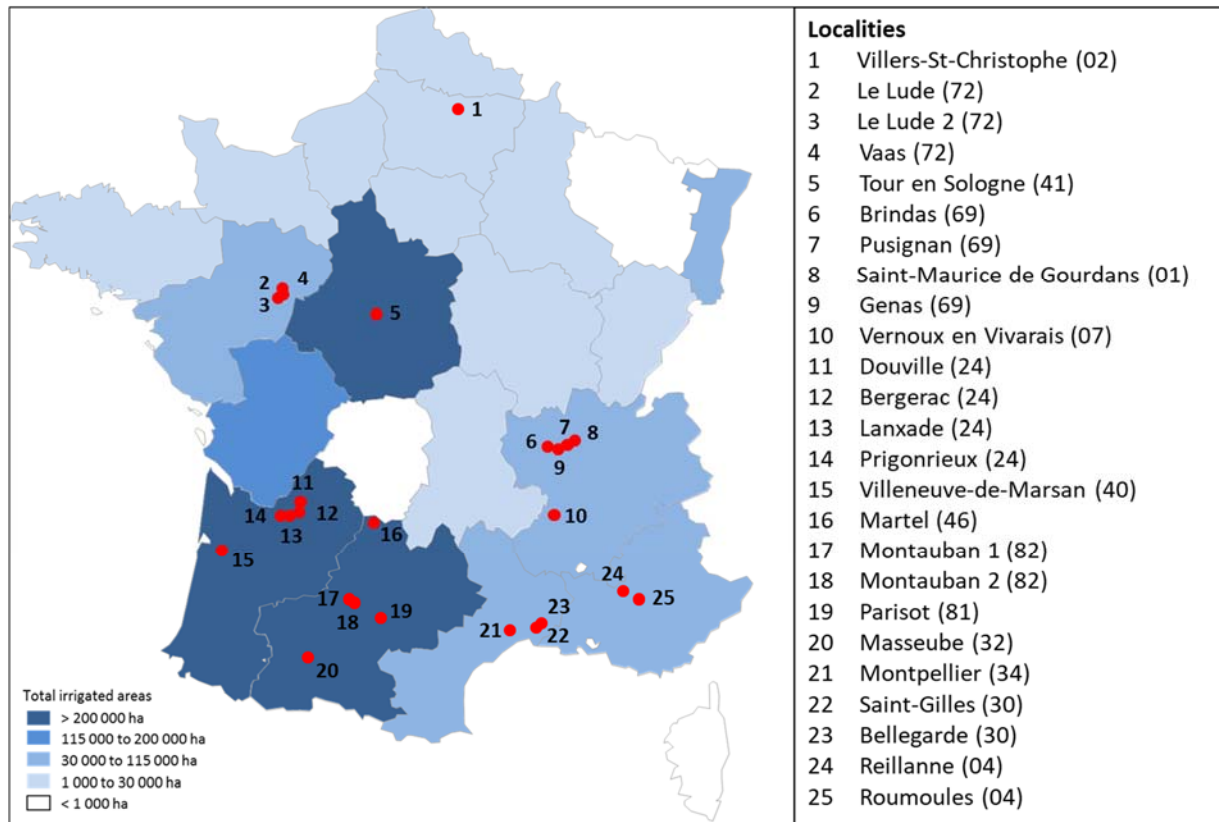 1
2
4
3
5
6
7
8
9
10
11
12
14
13
15
16
17
18
19
20
21
23
22
24
25
Total irrigated areas
> 200 000 ha
115 000 to 200 000 ha
30 000 to 115 000 ha
1 000 to 30 000 ha
< 1 000 ha
Localities
1 Villers-St-Christophe (02)
2 Le Lude (72)
3 Le Lude 2 (72)
4 Vaas (72)
5 Tour en Sologne (41)
6 Brindas (69)
7 Pusignan (69)
8 Saint-Maurice de Gourdans (01)
9 Genas (69)
10 Vernoux en Vivarais (07)
11 Douville (24)
12 Bergerac (24)
13 Lanxade (24)
14 Prigonrieux (24)
15 Villeneuve-de-Marsan (40)
16 Martel (46)
17 Montauban 1 (82)
18 Montauban 2 (82)
19 Parisot (81)
20 Masseube (32)
21 Montpellier (34)
22 Saint-Gilles (30)
23 Bellegarde (30)
24 Reillanne (04)
25 Roumoules (04)